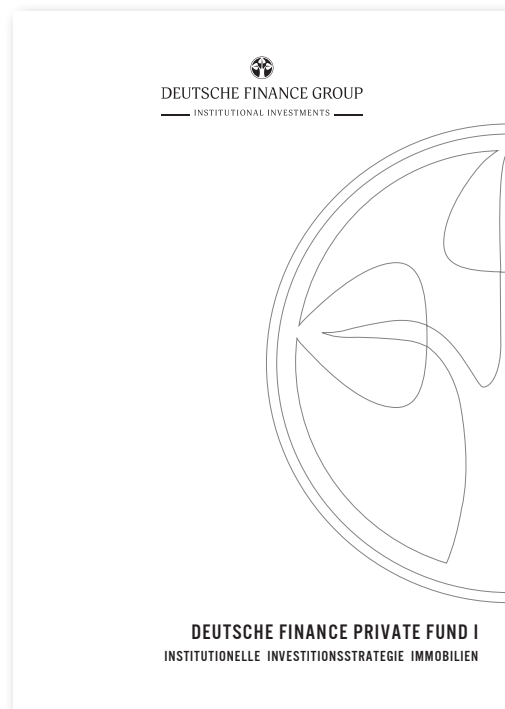 DEUTSCHE FINANCE GROUP
INSTITUTIONAL INVESTMENTS
DEUTSCHE FINANCE PRIVATE FUND I
INSTITUTIONELLE INVESTITIONSSTRATEGIE IMMOBILIEN